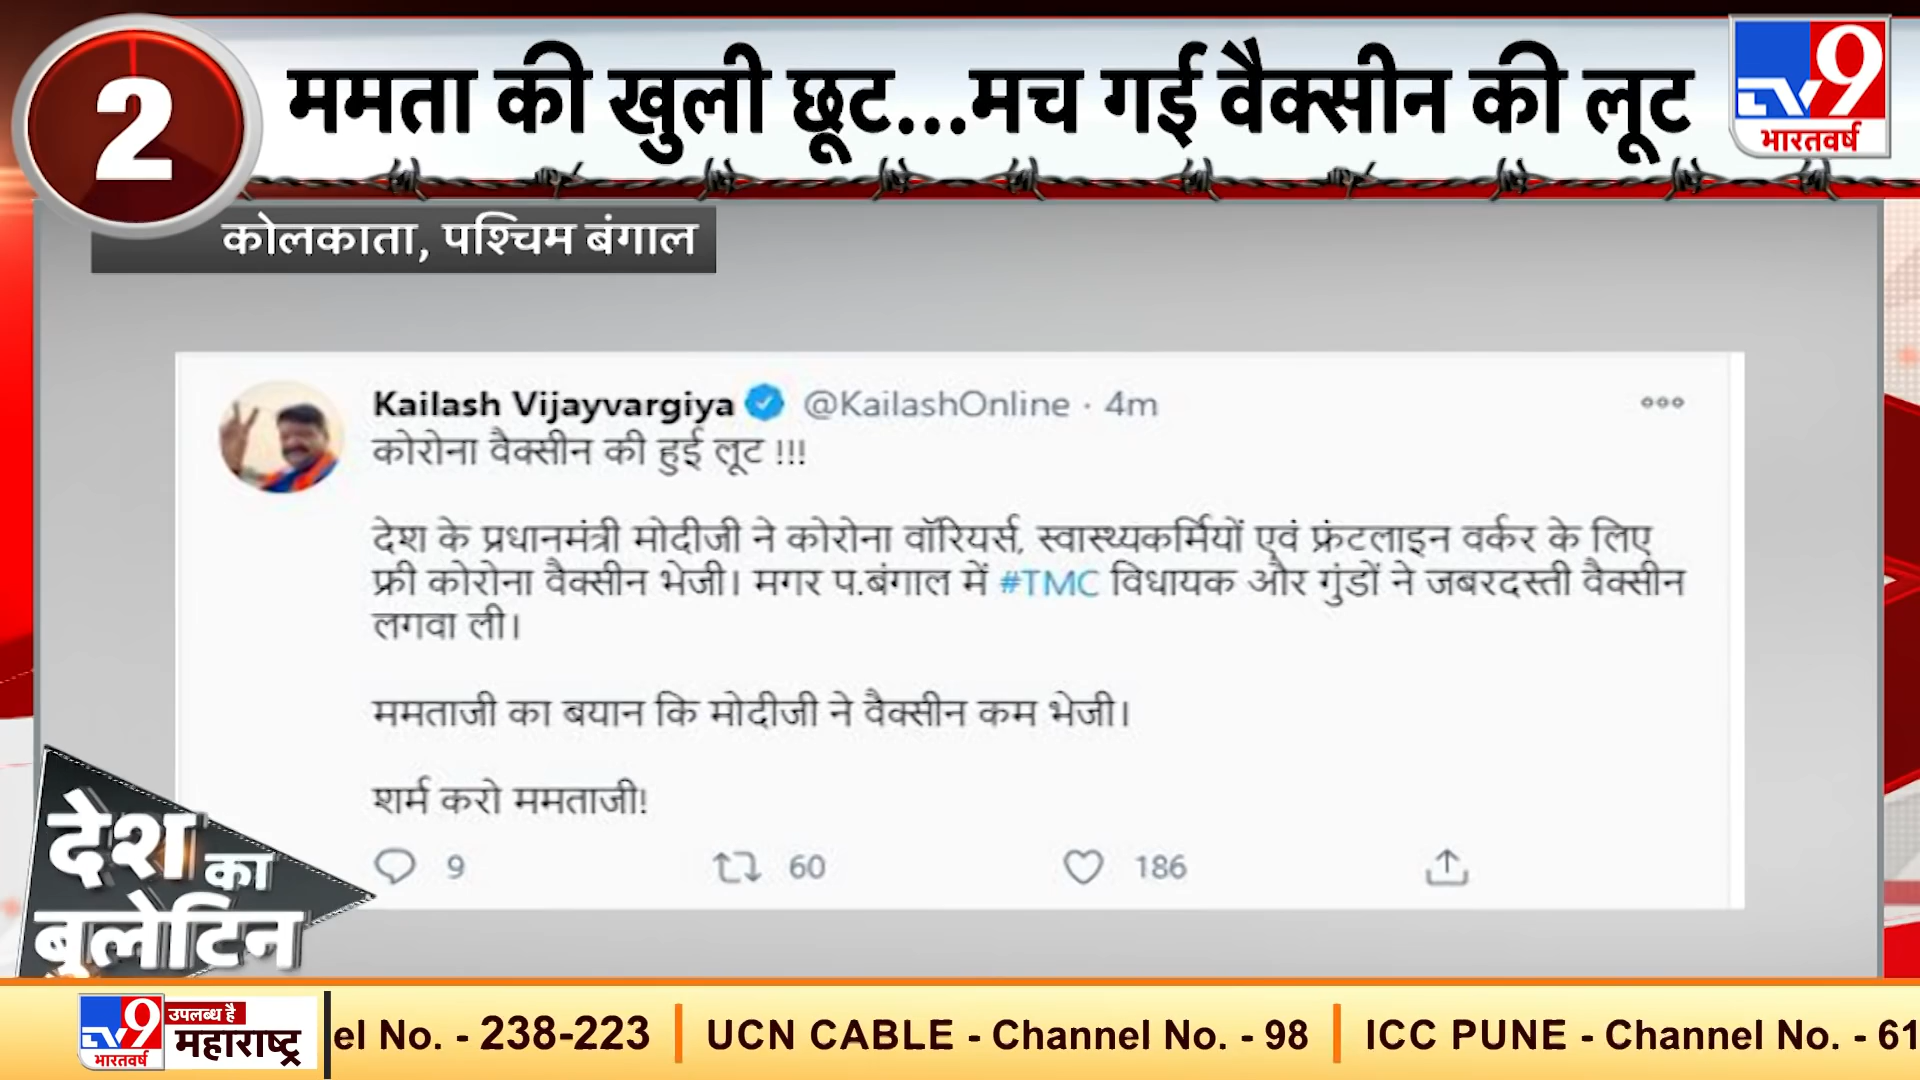 2
ममता की खुली छूट...मच गई वैक्सीन की लूट
TV9
भारतवर्ष
कोलकाता, पश्चिम बंगाल
Kailash Vijayvargiya @KailashOnline · 4m
कोरोना वैक्सीन की हुई लूट !!!
देश के प्रधानमंत्री मोदीजी ने कोरोना वॉरियर्स, स्वास्थ्यकर्मियों एवं फ्रंटलाइन वर्कर के लिए
फ्री कोरोना वैक्सीन भेजी। मगर प.बंगाल में #TMC विधायक और गुंडों ने जबरदस्ती वैक्सीन
लगवा ली।
ममताजी का बयान कि मोदीजी ने वैक्सीन कम भेजी।
शर्म करो ममताजी!
9 60 186
देश का
बुलेटिन
TV9
भारतवर्ष
उपलब्ध है
महाराष्ट्र
el No. - 238-223 | UCN CABLE - Channel No. - 98 | ICC PUNE - Channel No. - 61